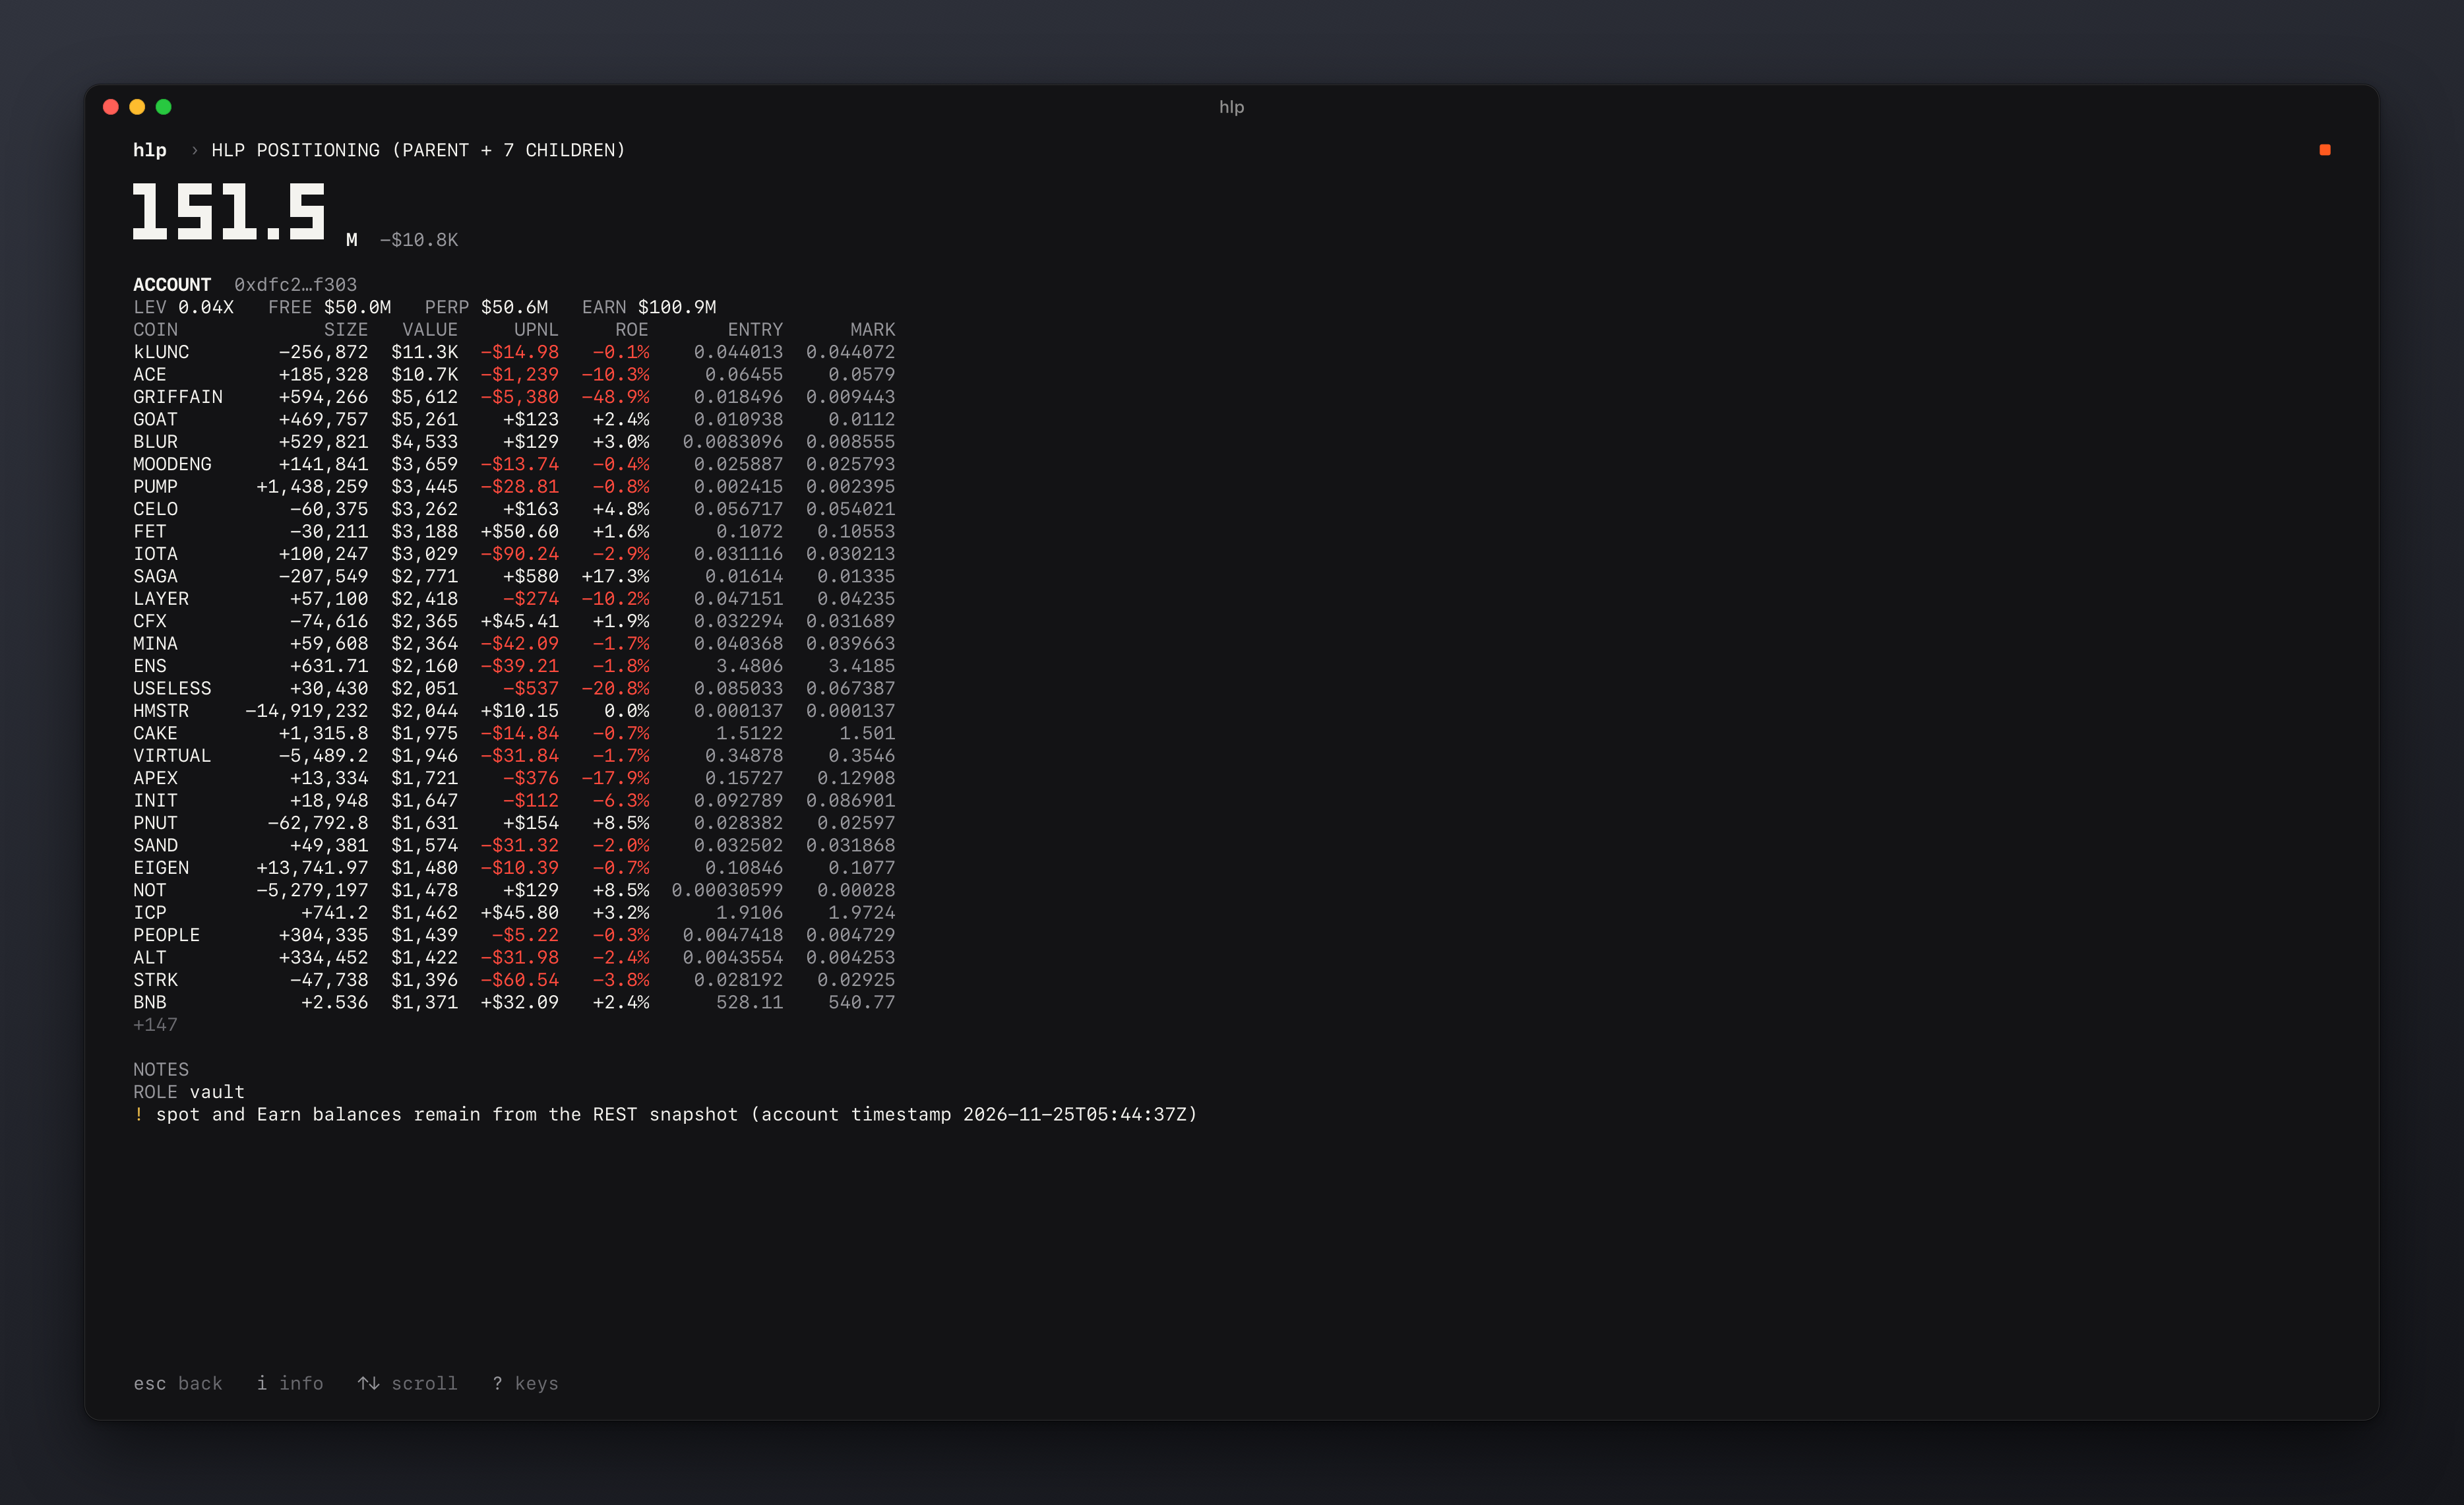 hlp
hlp › HLP POSITIONING (PARENT + 7 CHILDREN)
151.5 M −$10.8K
ACCOUNT 0xdfc2…f303
LEV 0.04X FREE $50.0M PERP $50.6M EARN $100.9M
COIN SIZE VALUE UPNL ROE ENTRY MARK
kLUNC −256,872 $11.3K −$14.98 −0.1% 0.044013 0.044072
ACE +185,328 $10.7K −$1,239 −10.3% 0.06455 0.0579
GRIFFAIN +594,266 $5,612 −$5,380 −48.9% 0.018496 0.009443
GOAT +469,757 $5,261 +$123 +2.4% 0.010938 0.0112
BLUR +529,821 $4,533 +$129 +3.0% 0.0083096 0.008555
MOODENG +141,841 $3,659 −$13.74 −0.4% 0.025887 0.025793
PUMP +1,438,259 $3,445 −$28.81 −0.8% 0.002415 0.002395
CELO −60,375 $3,262 +$163 +4.8% 0.056717 0.054021
FET −30,211 $3,188 +$50.60 +1.6% 0.1072 0.10553
IOTA +100,247 $3,029 −$90.24 −2.9% 0.031116 0.030213
SAGA −207,549 $2,771 +$580 +17.3% 0.01614 0.01335
LAYER +57,100 $2,418 −$274 −10.2% 0.047151 0.04235
CFX −74,616 $2,365 +$45.41 +1.9% 0.032294 0.031689
MINA +59,608 $2,364 −$42.09 −1.7% 0.040368 0.039663
ENS +631.71 $2,160 −$39.21 −1.8% 3.4806 3.4185
USELESS +30,430 $2,051 −$537 −20.8% 0.085033 0.067387
HMSTR −14,919,232 $2,044 +$10.15 0.0% 0.000137 0.000137
CAKE +1,315.8 $1,975 −$14.84 −0.7% 1.5122 1.501
VIRTUAL −5,489.2 $1,946 −$31.84 −1.7% 0.34878 0.3546
APEX +13,334 $1,721 −$376 −17.9% 0.15727 0.12908
INIT +18,948 $1,647 −$112 −6.3% 0.092789 0.086901
PNUT −62,792.8 $1,631 +$154 +8.5% 0.028382 0.02597
SAND +49,381 $1,574 −$31.32 −2.0% 0.032502 0.031868
EIGEN +13,741.97 $1,480 −$10.39 −0.7% 0.10846 0.1077
NOT −5,279,197 $1,478 +$129 +8.5% 0.00030599 0.00028
ICP +741.2 $1,462 +$45.80 +3.2% 1.9106 1.9724
PEOPLE +304,335 $1,439 −$5.22 −0.3% 0.0047418 0.004729
ALT +334,452 $1,422 −$31.98 −2.4% 0.0043554 0.004253
STRK −47,738 $1,396 −$60.54 −3.8% 0.028192 0.02925
BNB +2.536 $1,371 +$32.09 +2.4% 528.11 540.77
+147
NOTES
ROLE vault
! spot and Earn balances remain from the REST snapshot (account timestamp 2026−11−25T05:44:37Z)
esc back i info ↑↓ scroll ? keys